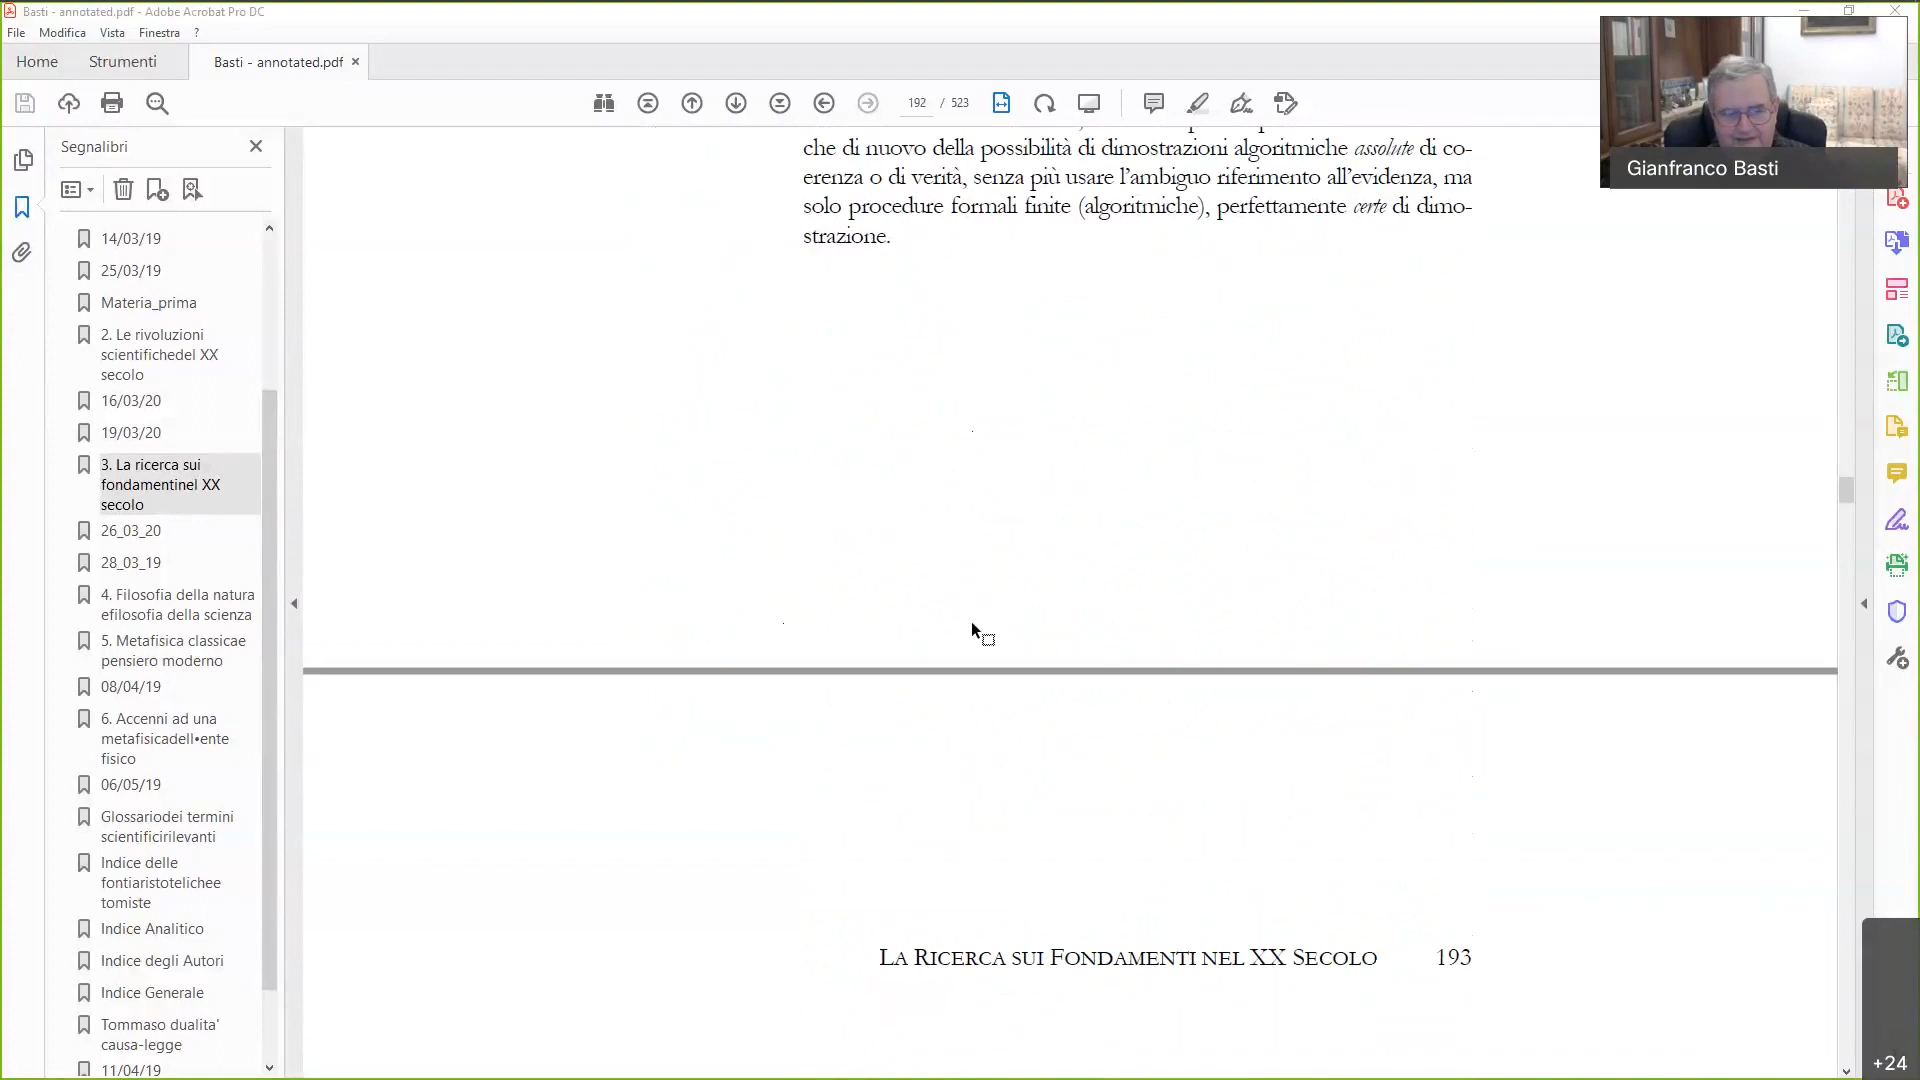 Basti - annotated.pdf - Adobe Acrobat Pro DC
File Modifica Vista Finestra ?
Home Strumenti Basti - annotated.pdf ×
192 / 523
Segnalibri
14/03/19
25/03/19
Materia_prima
2. Le rivoluzioni
scientifichedel XX
secolo
16/03/20
19/03/20
3. La ricerca sui
fondamentinel XX
secolo
26_03_20
28_03_19
4. Filosofia della natura
efilosofia della scienza
5. Metafisica classicae
pensiero moderno
08/04/19
6. Accenni ad una
metafisicadell•ente
fisico
06/05/19
Glossariodei termini
scientificirilevanti
Indice delle
fontiaristotelichee
tomiste
Indice Analitico
Indice degli Autori
Indice Generale
Tommaso dualita'
causa-legge
11/04/19
che di nuovo della possibilità di dimostrazioni algoritmiche assolute di co-
erenza o di verità, senza più usare l’ambiguo riferimento all’evidenza, ma
solo procedure formali finite (algoritmiche), perfettamente certe di dimo-
strazione.
LA RICERCA SUI FONDAMENTI NEL XX SECOLO 193
Gianfranco Basti
+24